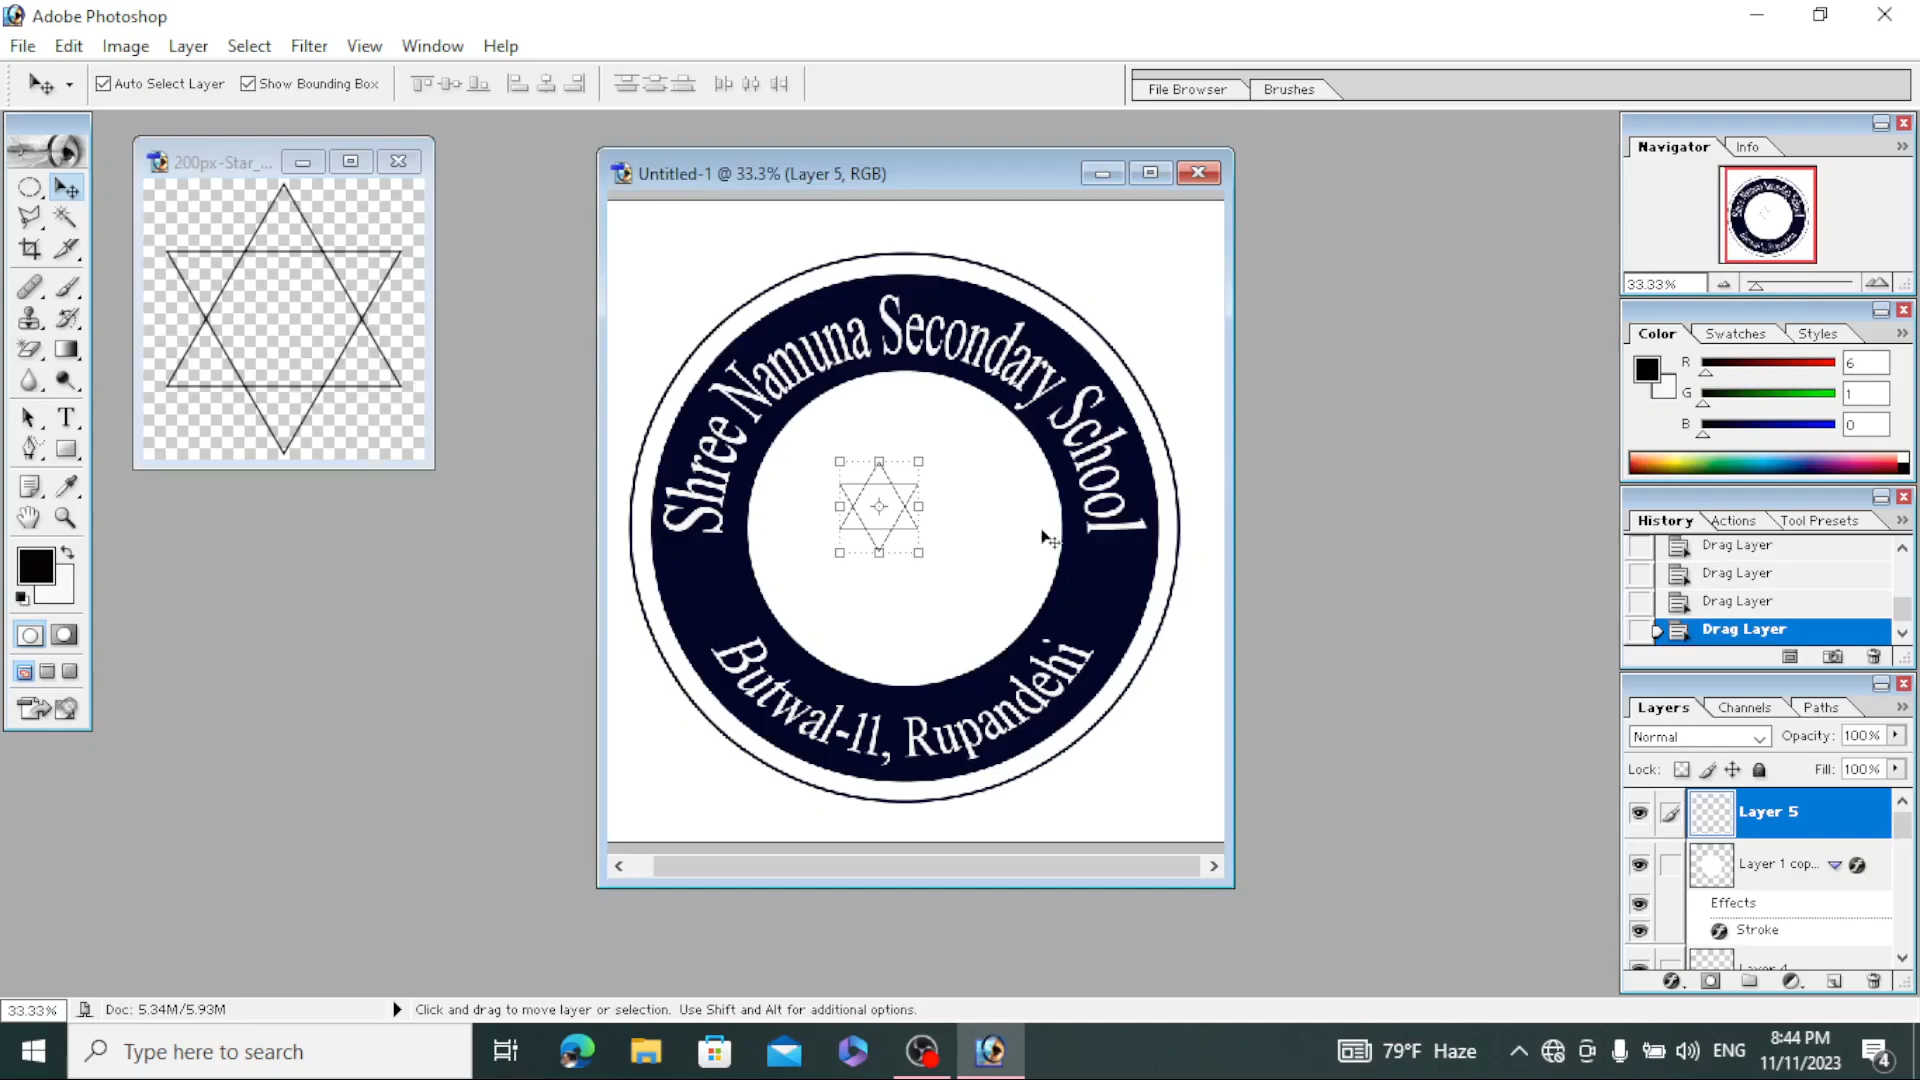 Adobe Photoshop
File Edit Image Layer Select Filter View Window Help
Auto Select Layer Show Bounding Box
File Browser Brushes
200px-Star_...
Untitled-1 @ 33.3% (Layer 5, RGB)
Shree Namuna Secondary School
Butwal-11, Rupandehi
Navigator Info
33.33%
Color Swatches Styles
R 6
G 1
B 0
History Actions Tool Presets
Drag Layer
Drag Layer
Drag Layer
Drag Layer
Layers Channels Paths
Normal Opacity: 100%
Lock: Fill: 100%
Layer 5
Layer 1 cop...
Effects
Stroke
Layer 4
33.33% Doc: 5.34M/5.93M Click and drag to move layer or selection. Use Shift and Alt for additional options.
Type here to search
79°F Haze
ENG
8:44 PM
11/11/2023
4